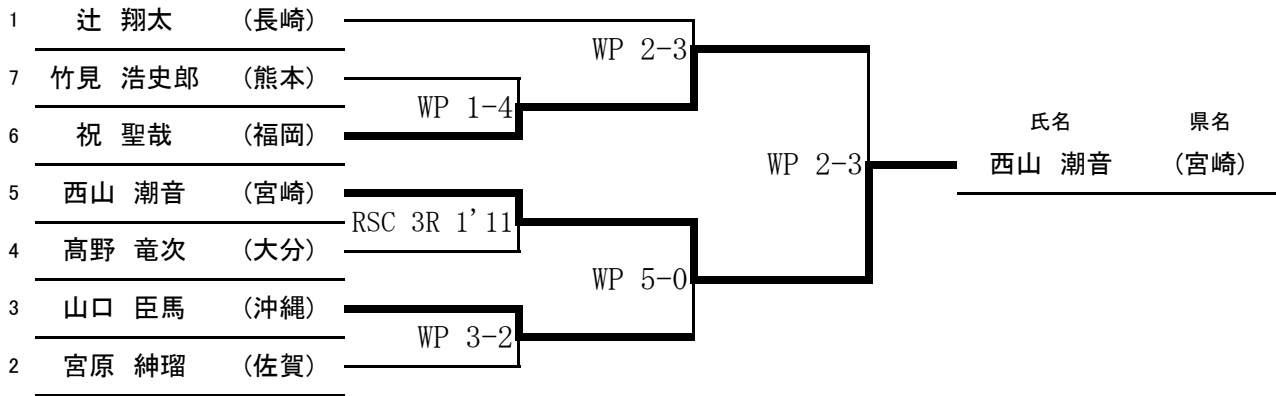 1 辻 翔太 (長崎)
WP 2-3
7 竹見 浩史郎 (熊本)
WP 1-4
6 祝 聖哉 (福岡)
氏名 県名
WP 2-3
西山 潮音 (宮崎)
5 西山 潮音 (宮崎)
RSC 3R 1'11
4 髙野 竜次 (大分)
WP 5-0
3 山口 臣馬 (沖縄)
WP 3-2
2 宮原 紳瑠 (佐賀)